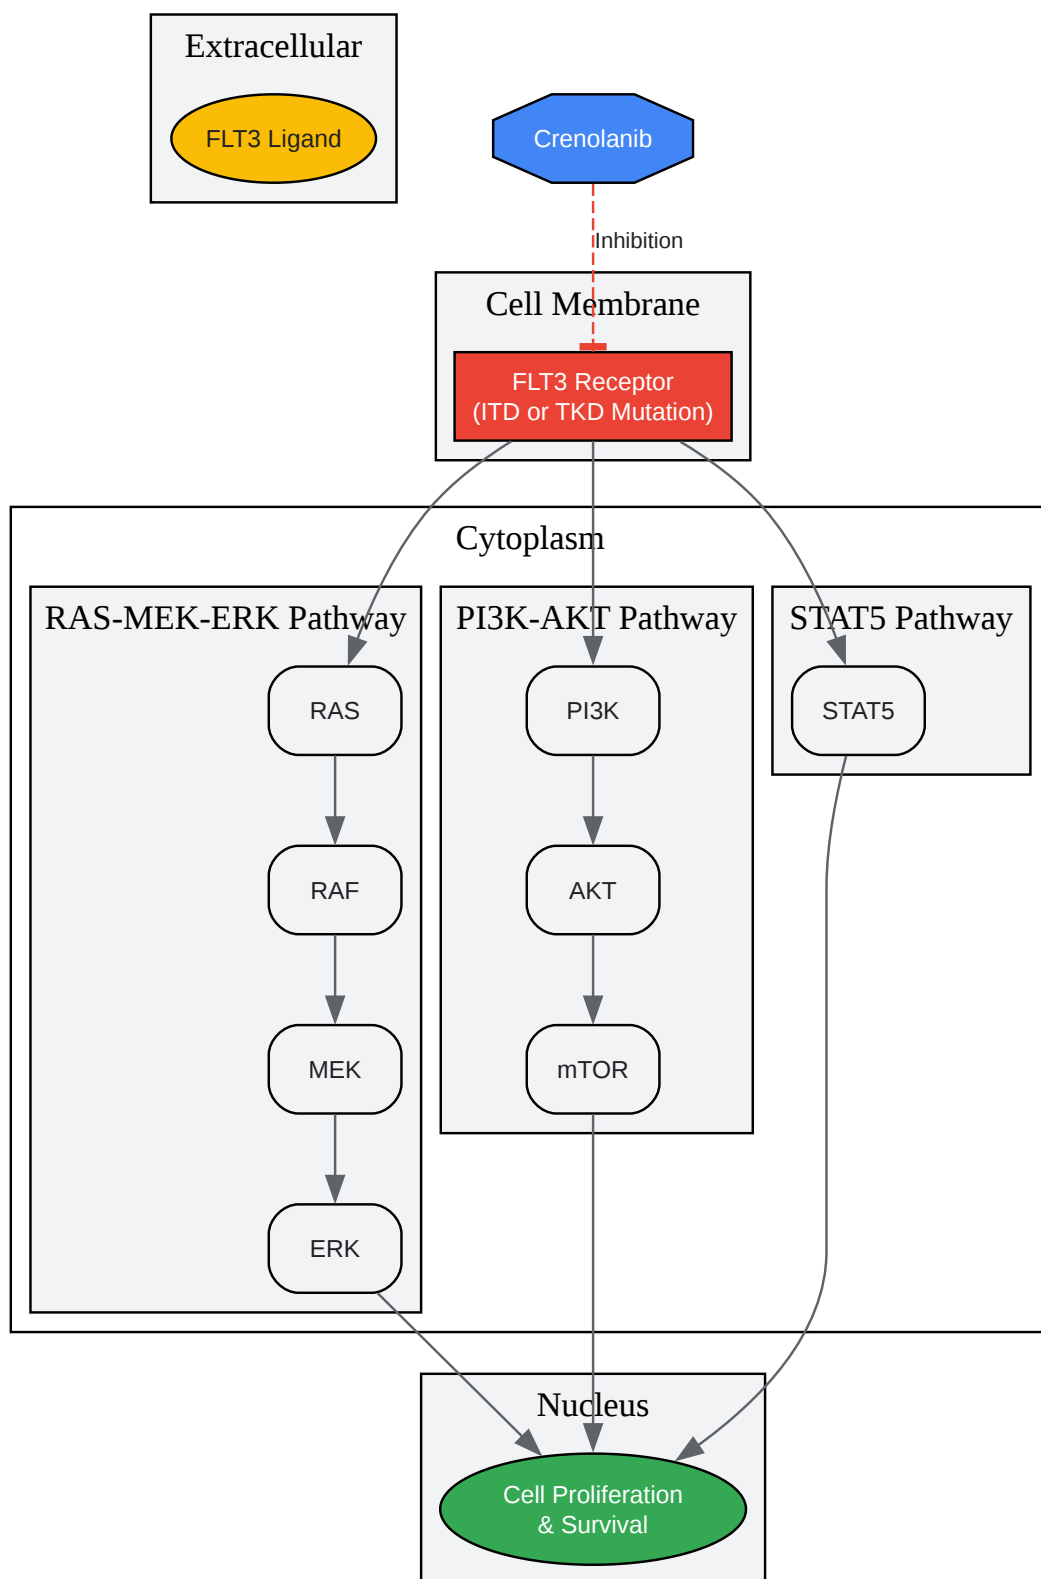 Extracellular
FLT3 Ligand
Crenolanib
Inhibition
Cell Membrane
FLT3 Receptor
(ITD or TKD Mutation)
Cytoplasm
RAS-MEK-ERK Pathway
PI3K-AKT Pathway
STAT5 Pathway
RAS
PI3K
STAT5
RAF
AKT
MEK
mTOR
ERK
Nucleus
Cell Proliferation
& Survival